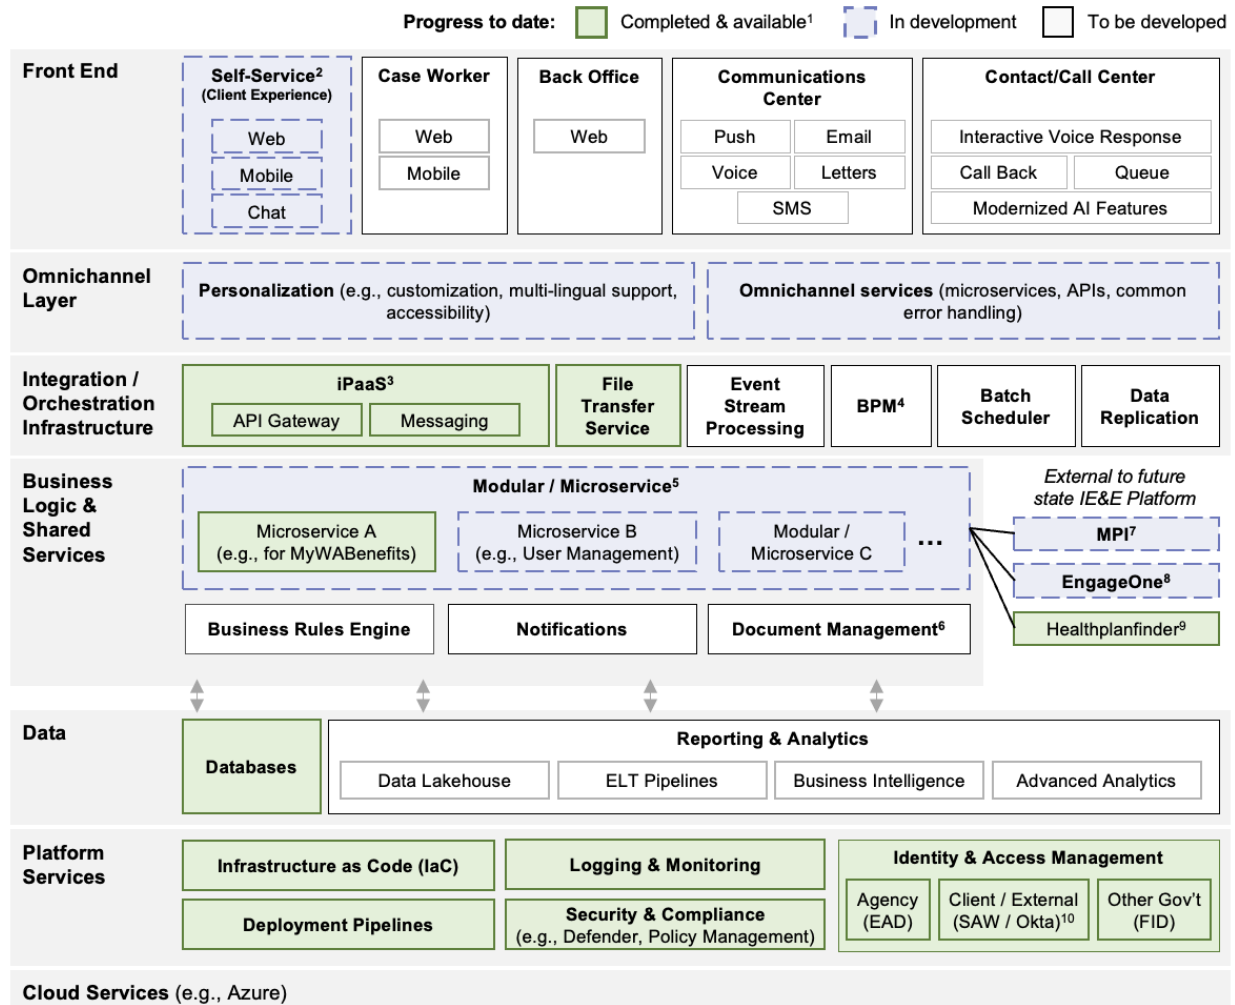 Progress to date: Completed & available¹ In development To be developed
Front End
Self-Service²
(Client Experience)
Web
Mobile
Chat
Case Worker
Web
Mobile
Back Office
Web
Communications
Center
Push Email
Voice Letters
SMS
Contact/Call Center
Interactive Voice Response
Call Back Queue
Modernized AI Features
Omnichannel
Layer
Personalization (e.g., customization, multi-lingual support,
accessibility)
Omnichannel services (microservices, APIs, common
error handling)
Integration /
Orchestration
Infrastructure
iPaaS³
API Gateway Messaging
File
Transfer
Service
Event
Stream
Processing
BPM⁴
Batch
Scheduler
Data
Replication
Business
Logic &
Shared
Services
Modular / Microservice⁵
Microservice A
(e.g., for MyWABenefits)
Microservice B
(e.g., User Management)
Modular /
Microservice C
...
External to future
state IE&E Platform
MPI⁷
EngageOne⁸
Healthplanfinder⁹
Business Rules Engine
Notifications
Document Management⁶
Data
Databases
Reporting & Analytics
Data Lakehouse
ELT Pipelines
Business Intelligence
Advanced Analytics
Platform
Services
Infrastructure as Code (IaC)
Logging & Monitoring
Deployment Pipelines
Security & Compliance
(e.g., Defender, Policy Management)
Identity & Access Management
Agency
(EAD)
Client / External
(SAW / Okta)¹⁰
Other Gov't
(FID)
Cloud Services (e.g., Azure)